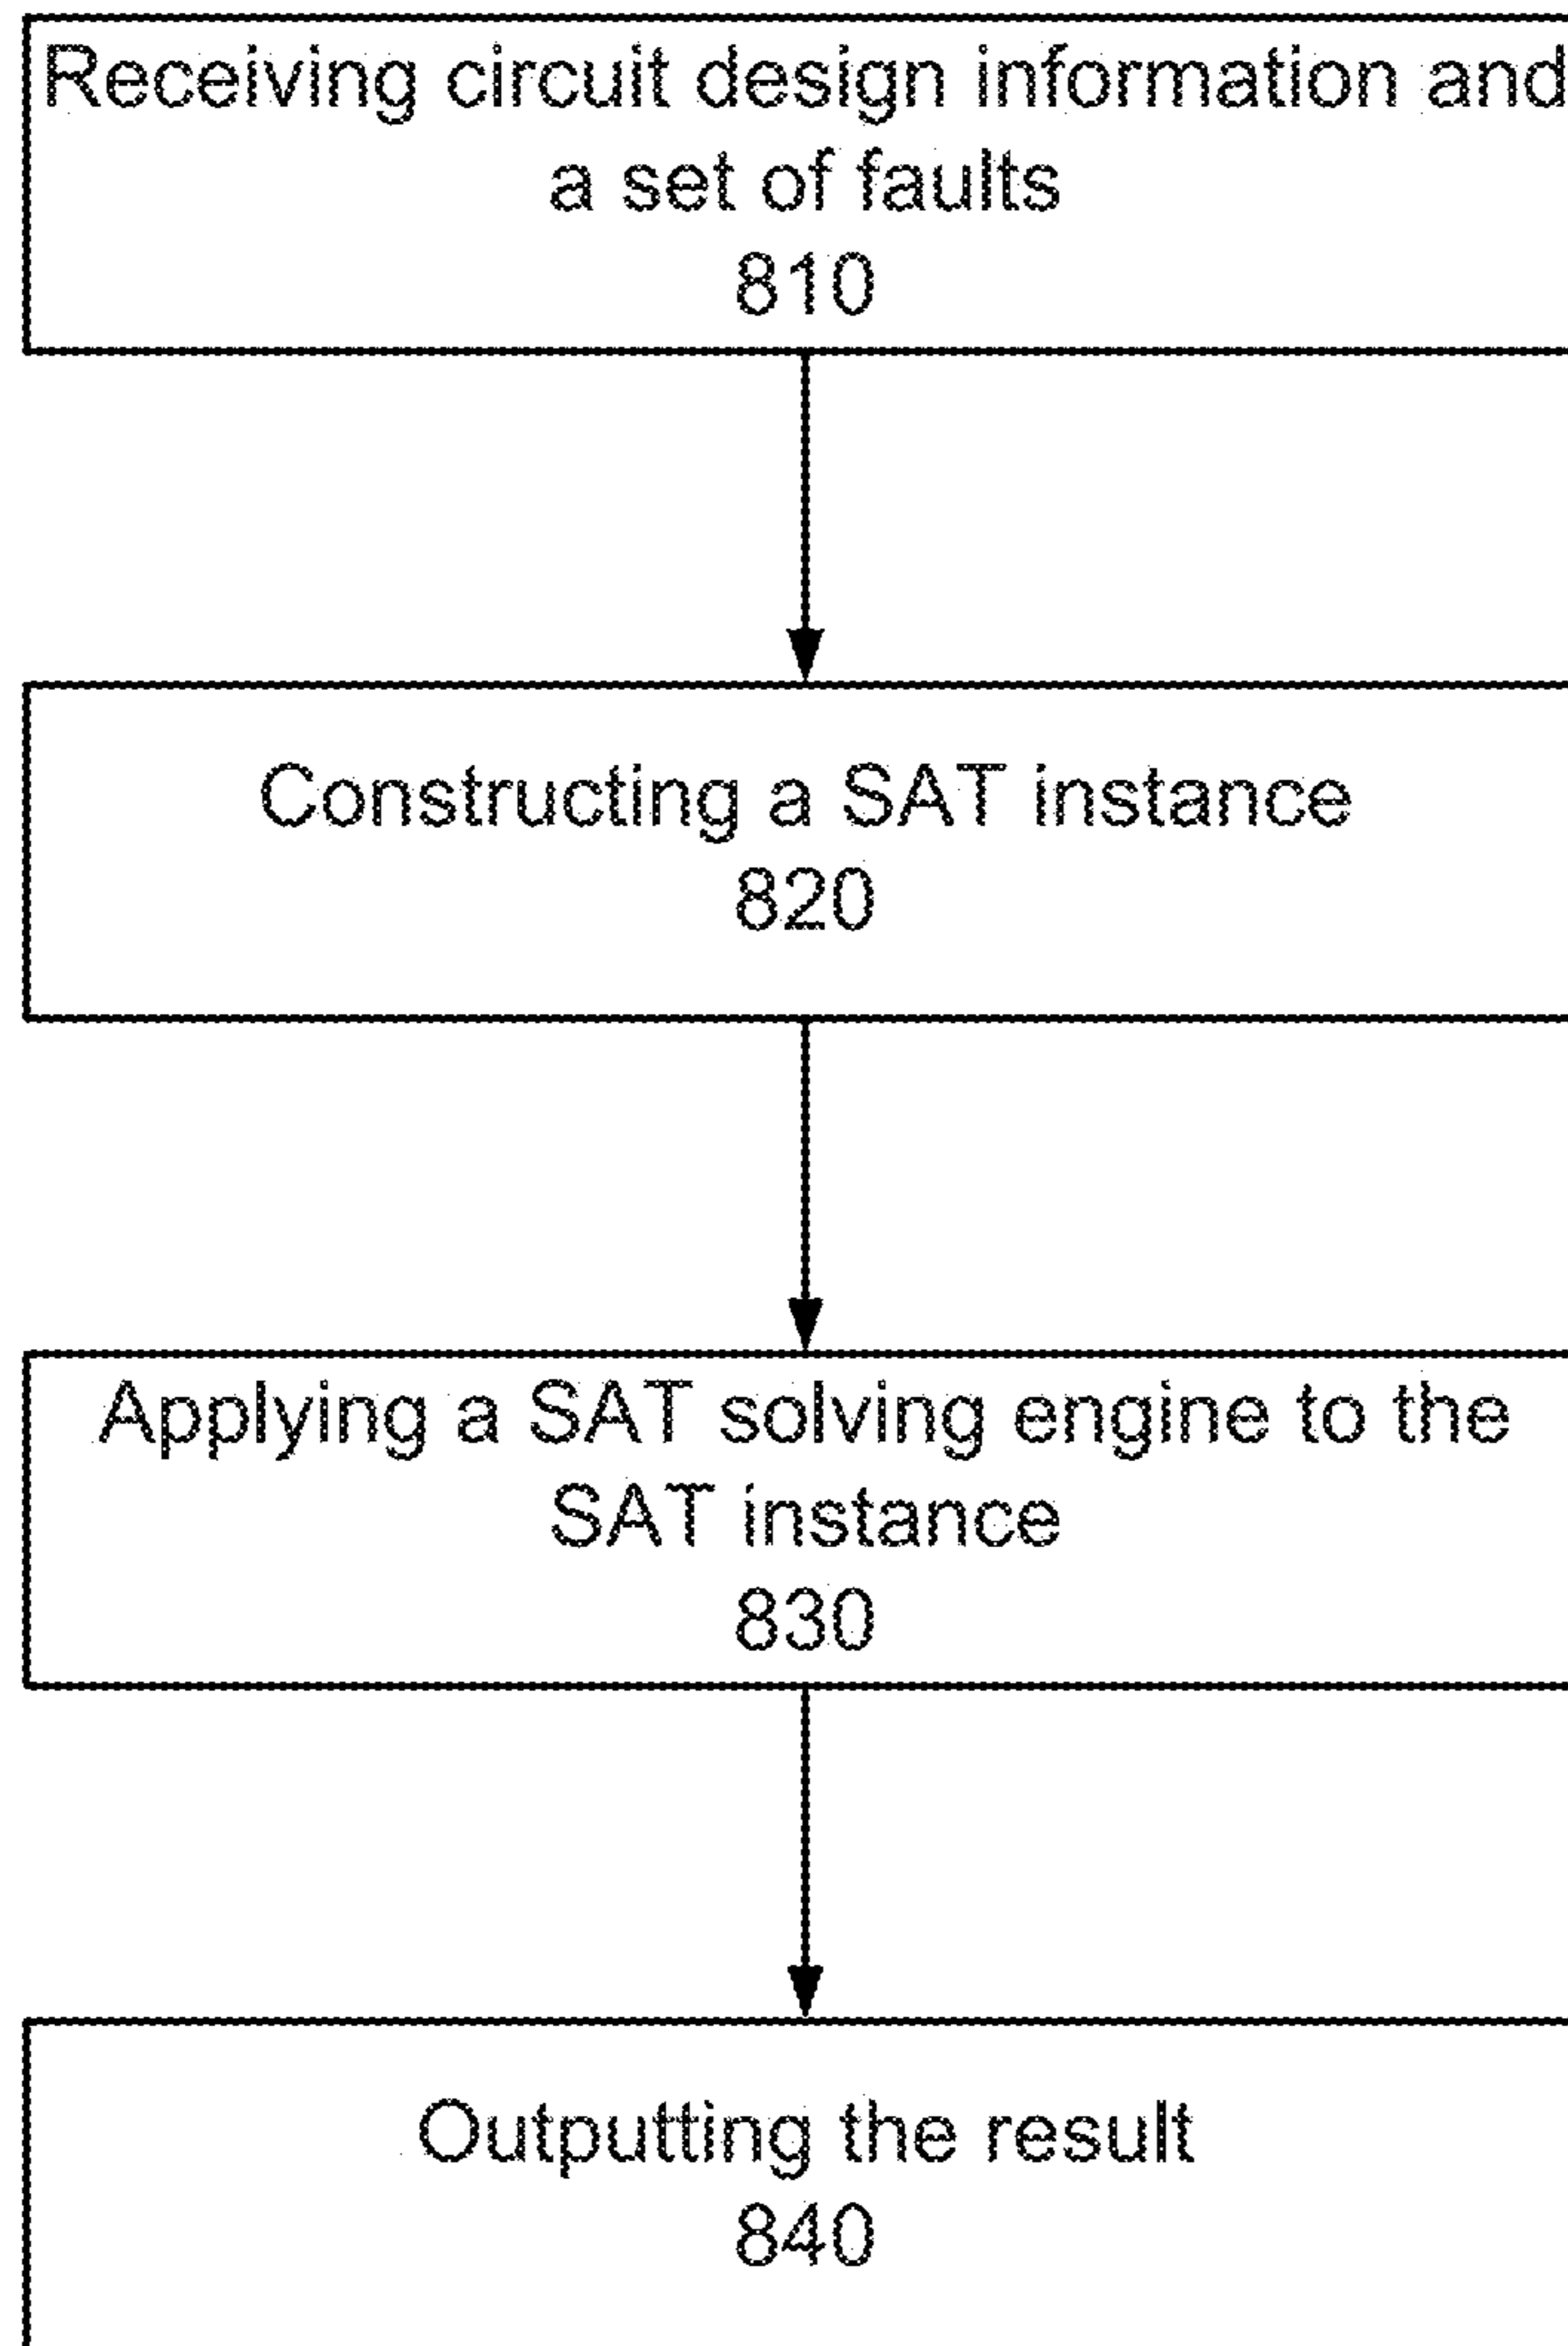 Receiving circuit design information and
a set of faults
810
Constructing a SAT instance
820
Applying a SAT solving engine to the
SAT instance
830
Outputting the result
840